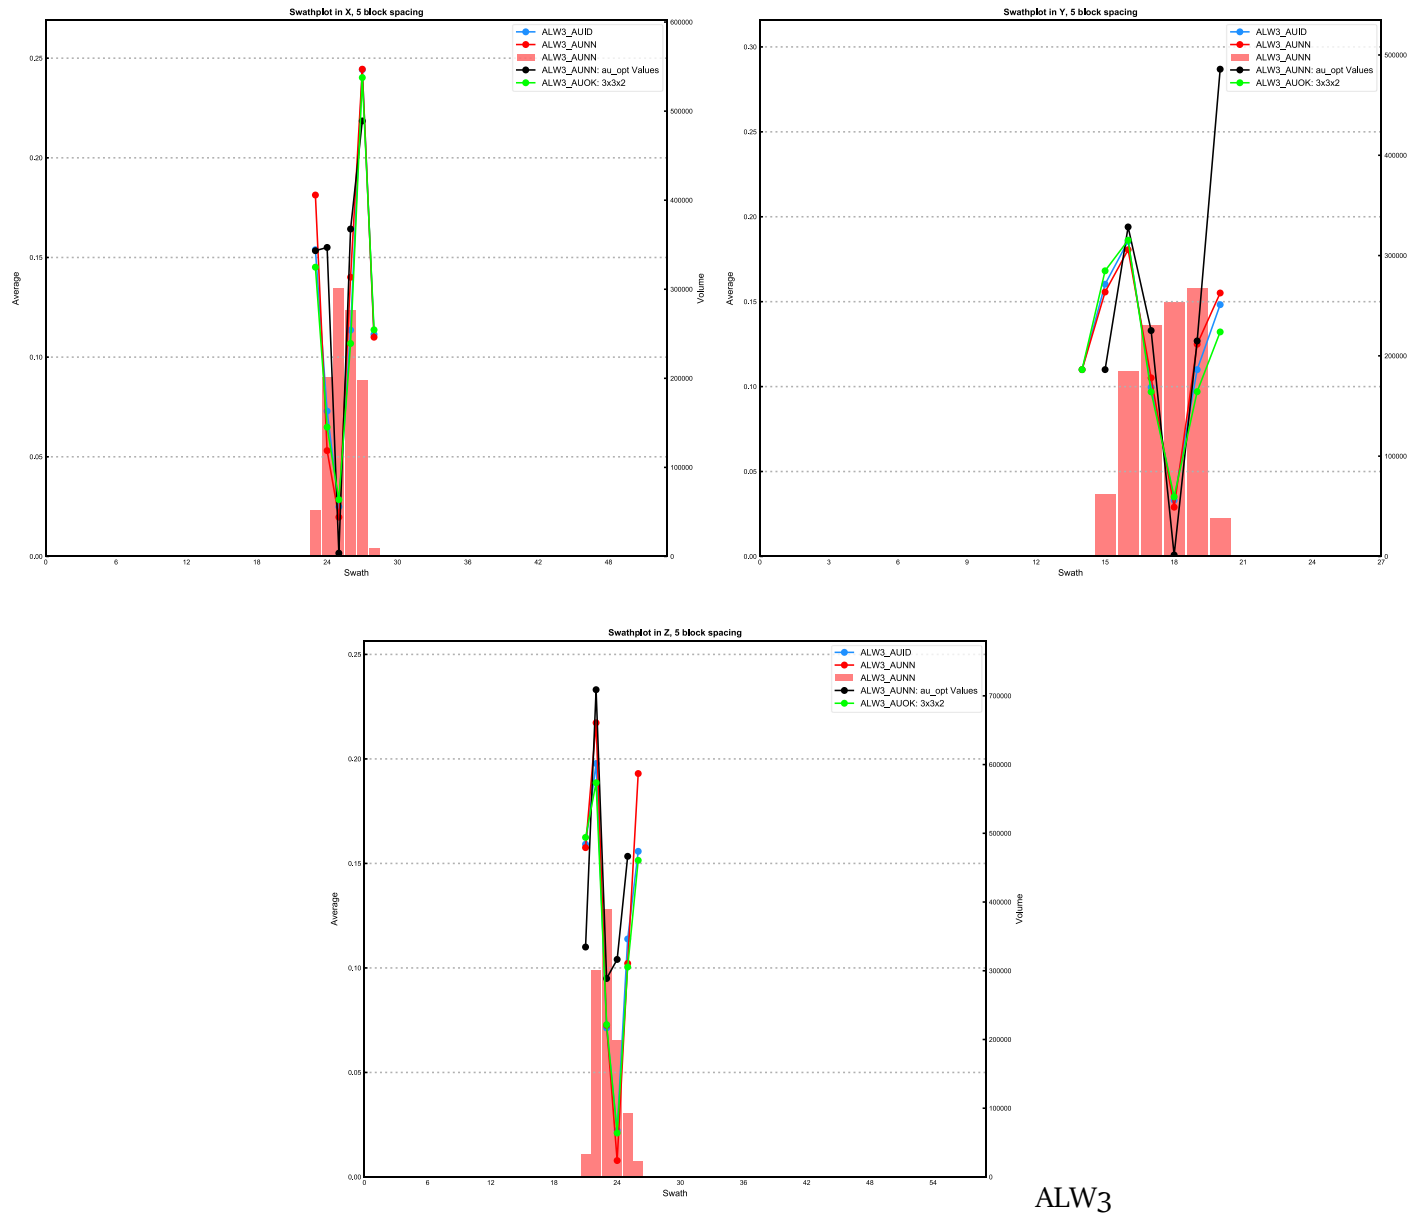 Swathplot in X, 5 block spacing
ALW3_AUID
ALW3_AUNN
ALW3_AUNN
ALW3_AUNN: au_opt Values
ALW3_AUOK: 3x3x2
0.25
0.20
0.15
0.10
0.05
0.00
Average
600000
500000
400000
300000
200000
100000
0
Volume
0 6 12 18 24 30 36 42 48
Swath
Swathplot in Y, 5 block spacing
ALW3_AUID
ALW3_AUNN
ALW3_AUNN
ALW3_AUNN: au_opt Values
ALW3_AUOK: 3x3x2
0.30
0.25
0.20
0.15
0.10
0.05
0.00
Average
500000
400000
300000
200000
100000
0
Volume
0 3 6 9 12 15 18 21 24 27
Swath
Swathplot in Z, 5 block spacing
ALW3_AUID
ALW3_AUNN
ALW3_AUNN
ALW3_AUNN: au_opt Values
ALW3_AUOK: 3x3x2
0.25
0.20
0.15
0.10
0.05
0.00
Average
700000
600000
500000
400000
300000
200000
100000
0
Volume
0 6 12 18 24 30 36 42 48 54
Swath
ALW3